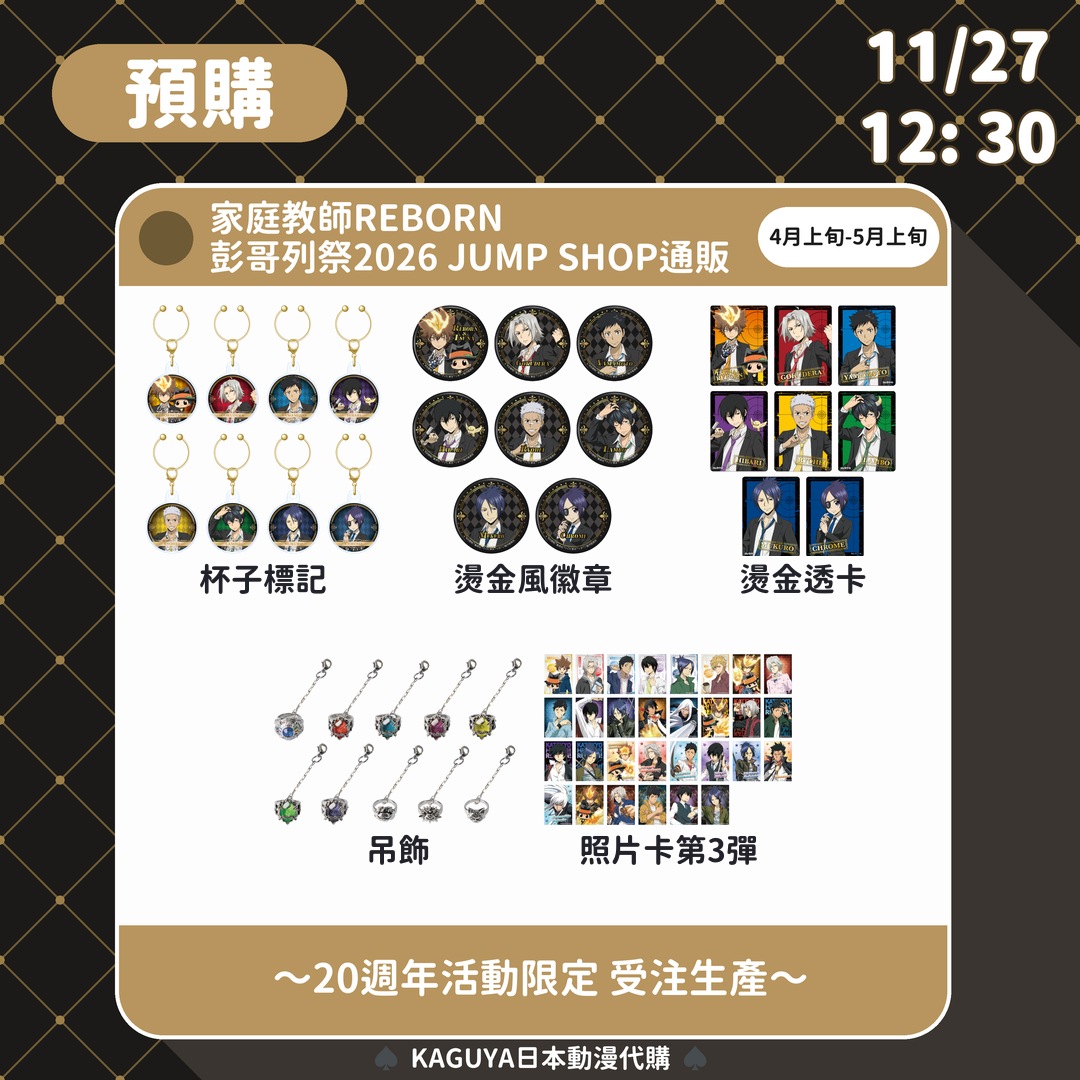 預購
11/27
12: 30
家庭教師REBORN
彭哥列祭2026 JUMP SHOP通販
4月上旬-5月上旬
杯子標記
燙金風徽章
燙金透卡
GOKUDERA
CHROME
吊飾
照片卡第3彈
～20週年活動限定 受注生產～
KAGUYA日本動漫代購